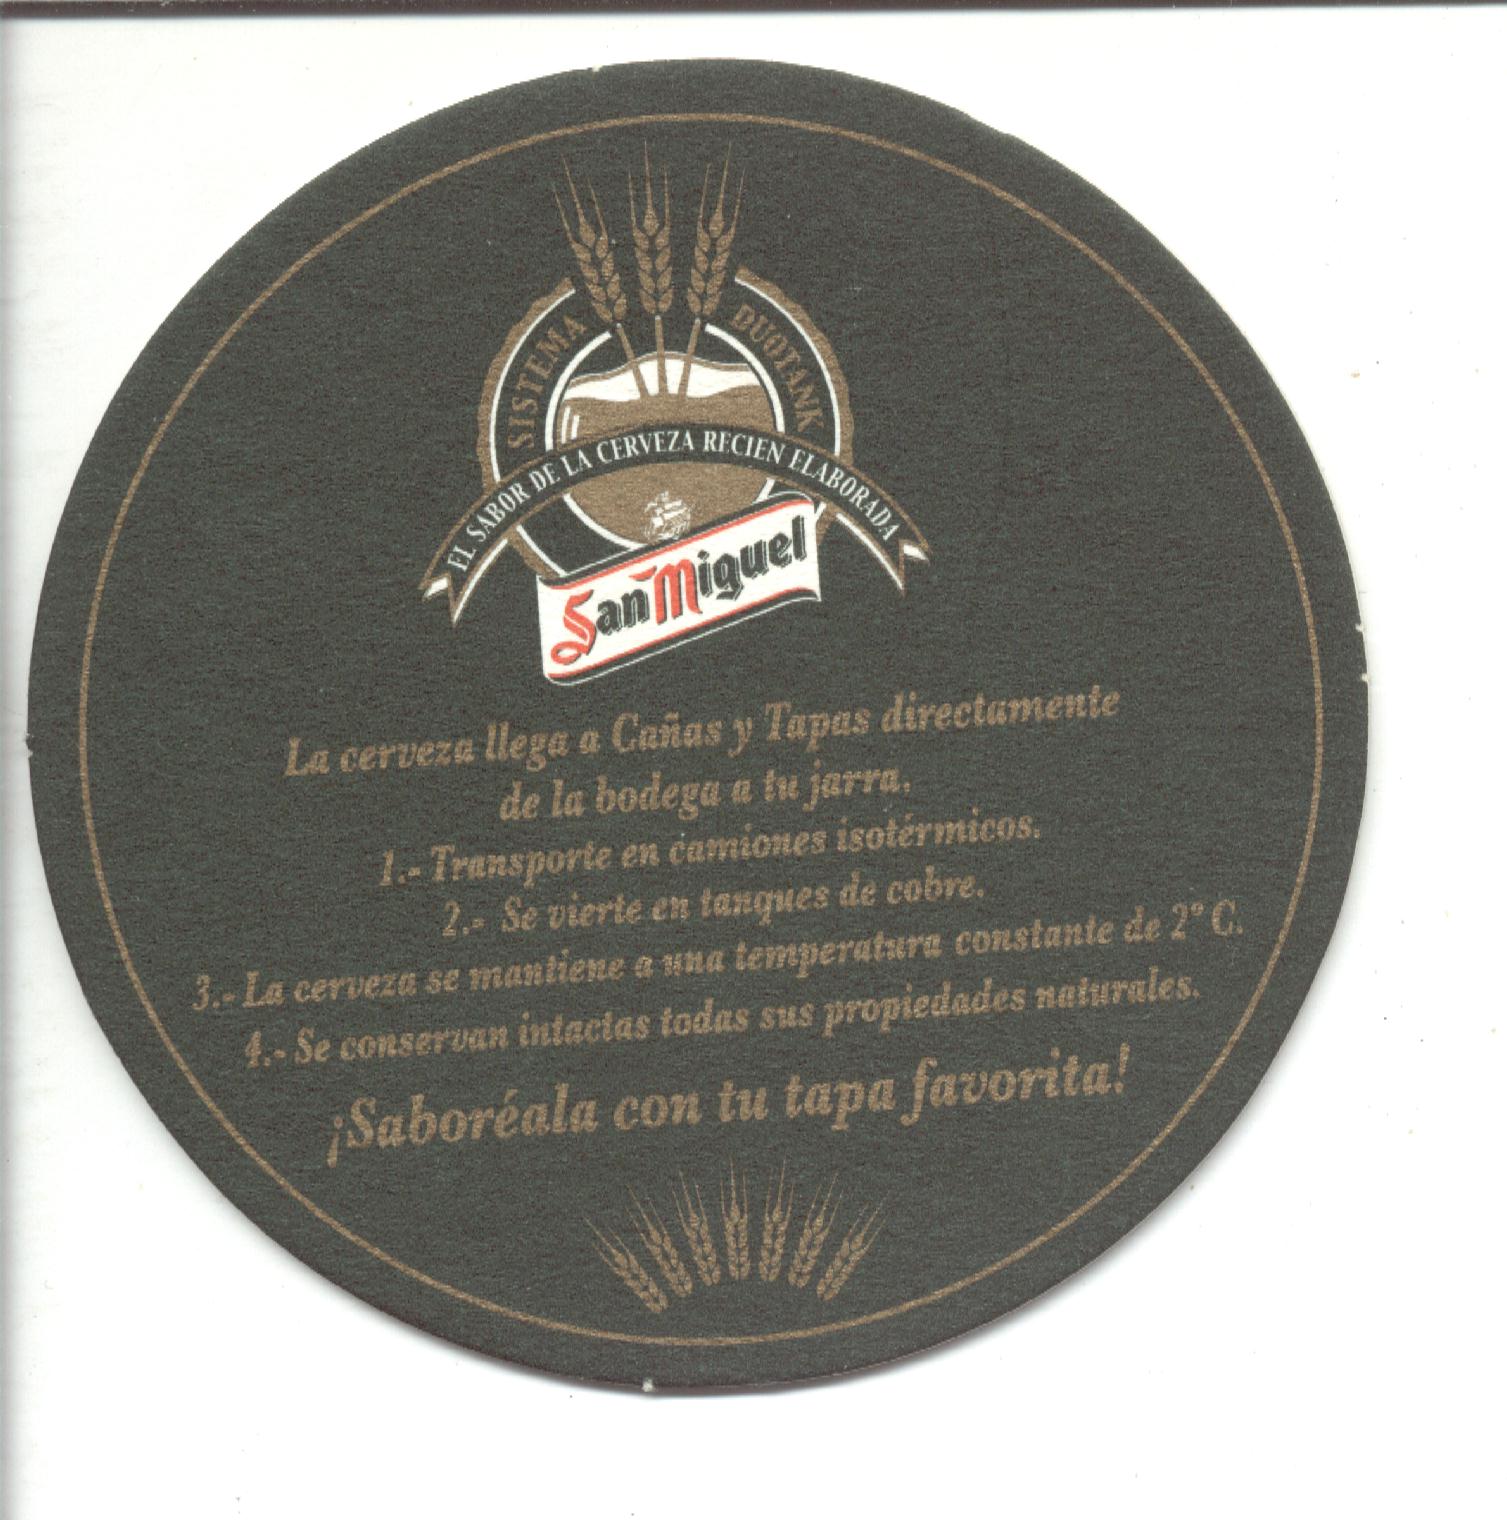 SISTEMA DUOTANK
EL SABOR DE LA CERVEZA RECIEN ELABORADA
San Miguel
La cerveza llega a Cañas y Tapas directamente
de la bodega a tu jarra.
1.- Transporte en camiones isotérmicos.
2.- Se vierte en tanques de cobre.
3.- La cerveza se mantiene a una temperatura constante de 2° C.
4.- Se conservan intactas todas sus propiedades naturales.
¡Saboréala con tu tapa favorita!